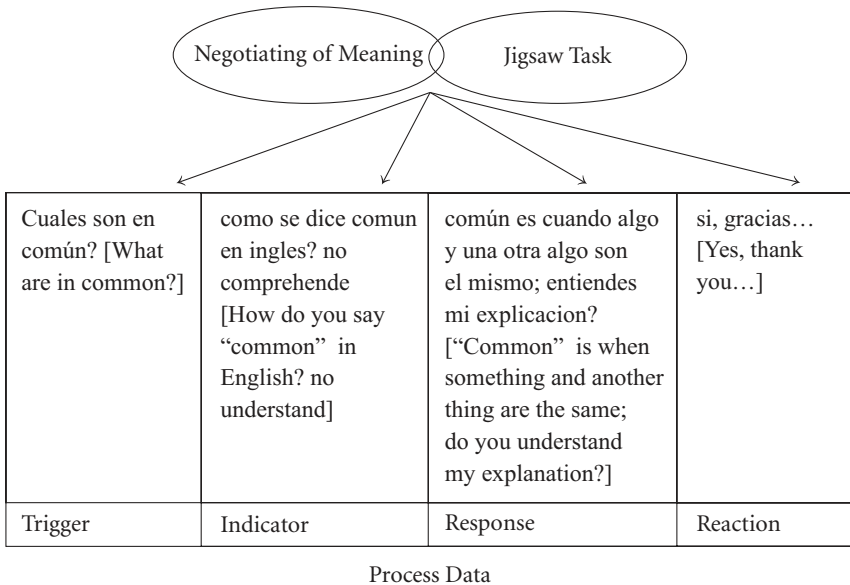 Negotiating of Meaning
Jigsaw Task
Cuales son en
común? [What
are in common?]
como se dice comun
en ingles? no
comprehende
[How do you say
“common” in
English? no
understand]
común es cuando algo
y una otra algo son
el mismo; entiendes
mi explicacion?
[“Common” is when
something and another
thing are the same;
do you understand
my explanation?]
si, gracias…
[Yes, thank
you…]
Trigger
Indicator
Response
Reaction
Process Data